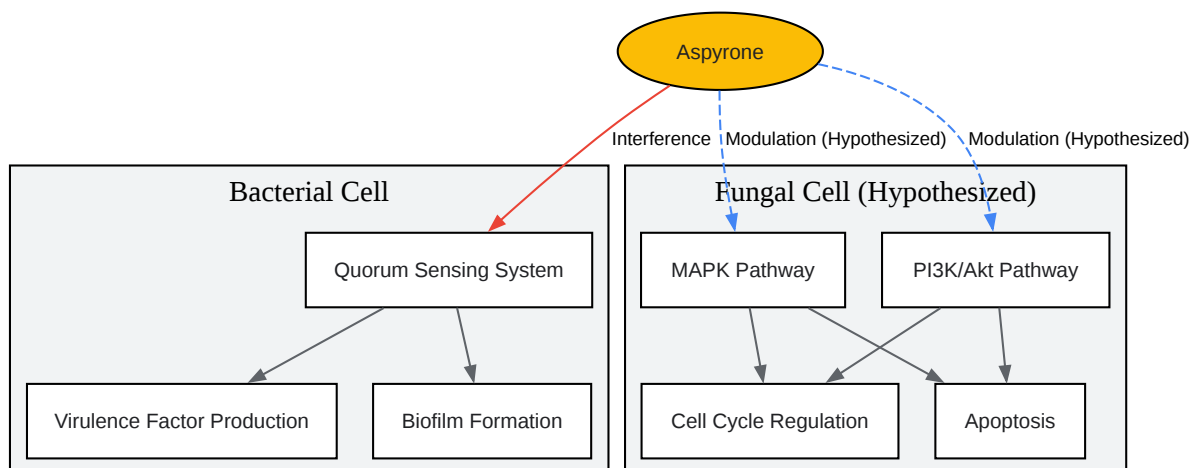 Aspyrone
Interference
Modulation (Hypothesized)
Modulation (Hypothesized)
Bacterial Cell
Fungal Cell (Hypothesized)
Quorum Sensing System
MAPK Pathway
PI3K/Akt Pathway
Virulence Factor Production
Biofilm Formation
Cell Cycle Regulation
Apoptosis